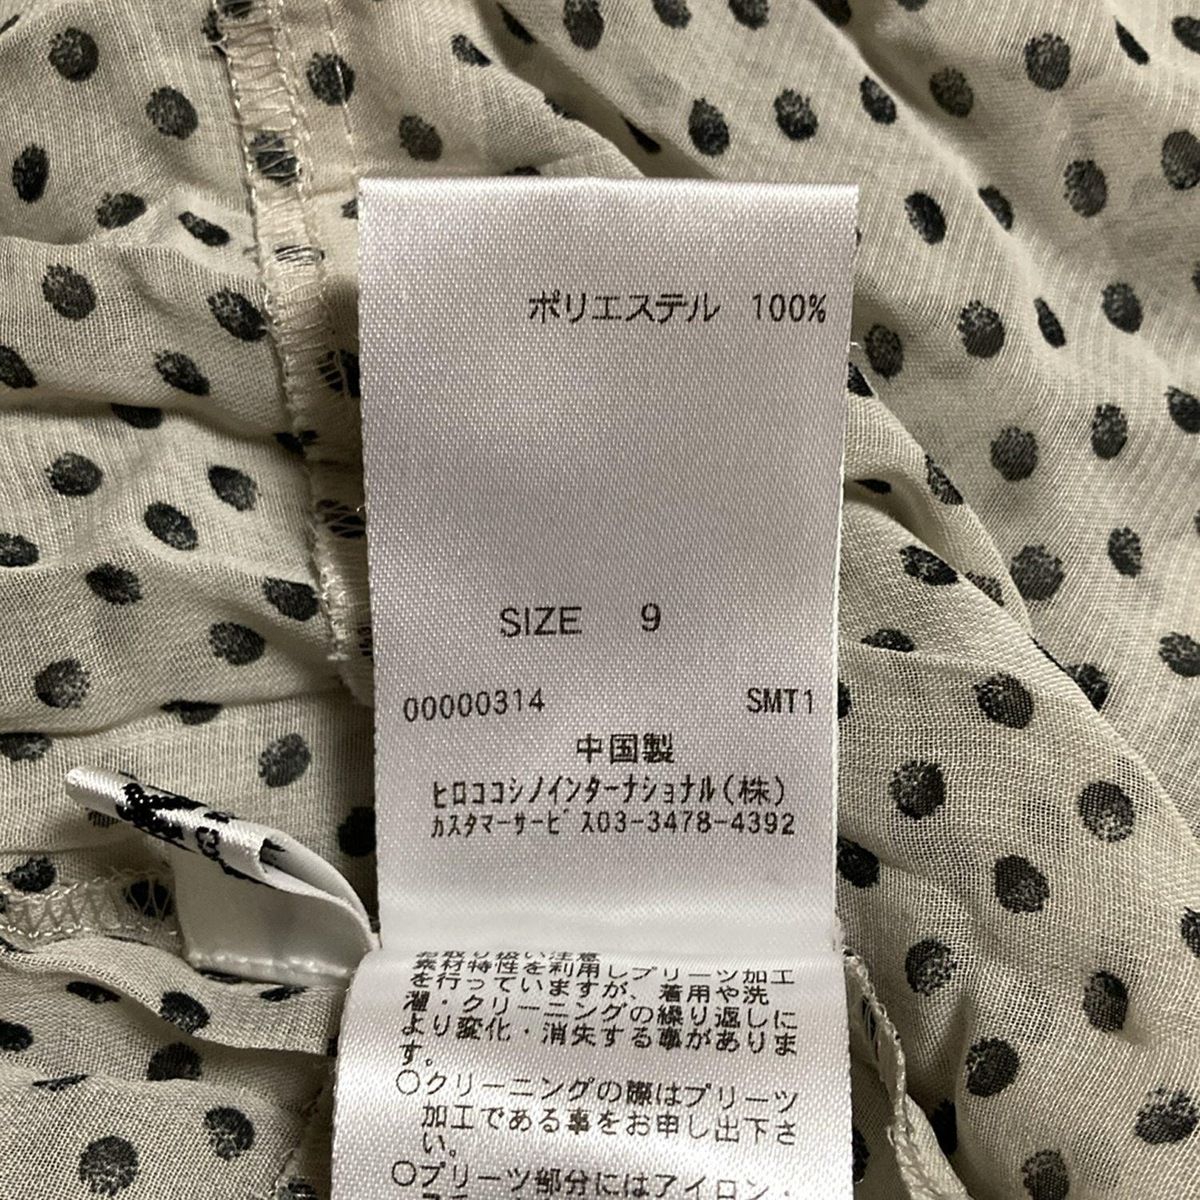 ポリエステル 100%
SIZE 9
00000314 SMT1
中国製
ヒロココシノインターナショナル(株)
カスタマーサービス03-3478-4392
お取り扱い注意
素材特性を利用しプリーツ加工
を行っていますが、着用や洗
濯・クリーニングの繰り返しに
より変化・消失する事がありま
す。
○クリーニングの際はプリーツ
加工である事をお申し出下さ
い。
○プリーツ部分にはアイロン・